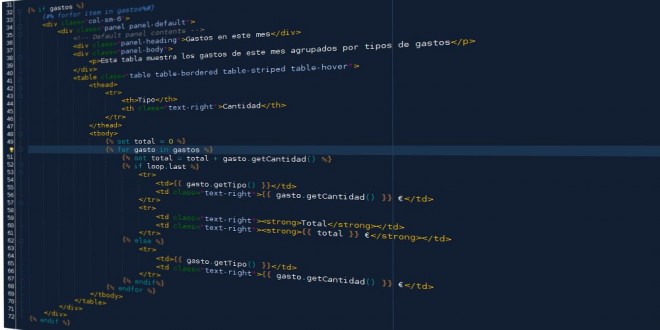 31
32 {% if gastos %}
33 {#% forfor item in gastos%#}
34 <div class="col-sm-6">
35 <div class="panel panel-default">
36 <!-- Default panel contents -->
37 <div class="panel-heading">Gastos en este mes</div>
38 <div class="panel-body">
39 <p>Esta tabla muestra los gastos de este mes agrupados por tipos de gastos</p>
40 </div>
41 <table class="table table-bordered table-striped table-hover">
42 <thead>
43 <tr>
44 <th>Tipo</th>
45 <th class="text-right">Cantidad</th>
46 </tr>
47 </thead>
48 <tbody>
49 {% set total = 0 %}
{% for gasto in gastos %}
51 {% set total = total + gasto.getCantidad() %}
52 {% if loop.last %}
53 <tr>
54 <td>{{ gasto.getTipo() }}</td>
55 <td class="text-right">{{ gasto.getCantidad() }} €</td>
56 </tr>
57 <tr>
58
59 <td class="text-right"><strong>Total</strong></td>
60 <td class="text-right"><strong>{{ total }} €</strong></td>
61 </tr>
62 {% else %}
63 <tr>
64
65 <td>{{ gasto.getTipo() }}</td>
66 <td class="text-right">{{ gasto.getCantidad() }} €</td>
67 </tr>
68 {% endif%}
69 {% endfor %}
70 </tbody>
71 </table>
72 </div>
</div>
{% endif %}